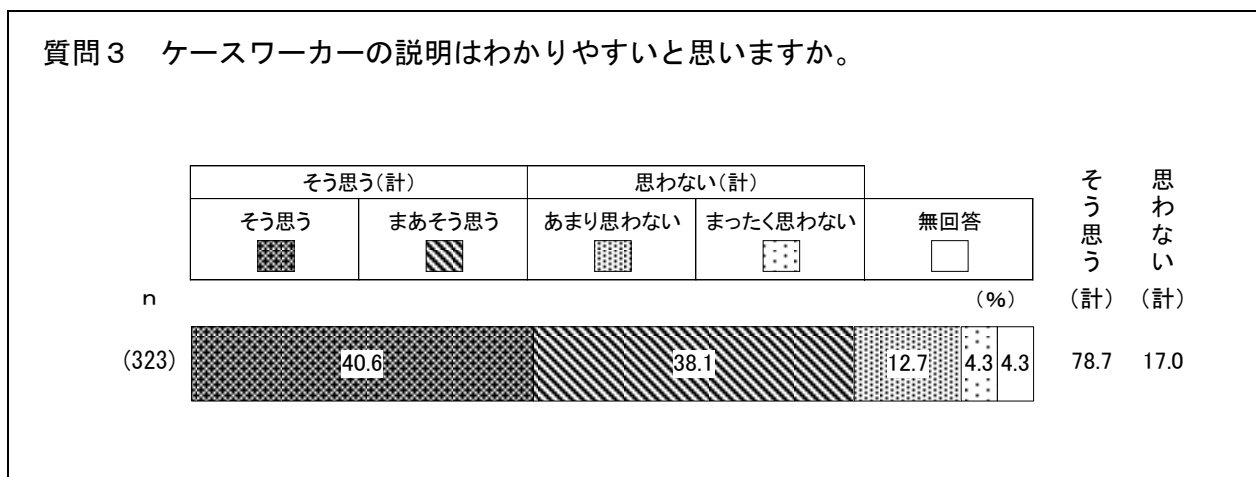 質問３　ケースワーカーの説明はわかりやすいと思いますか。
そう思う(計)　思わない(計)
そう思う　まあそう思う　あまり思わない　まったく思わない　無回答
そう思う(計)
思わない(計)
n
(%)
(323)　40.6　38.1　12.7　4.3　4.3　78.7　17.0